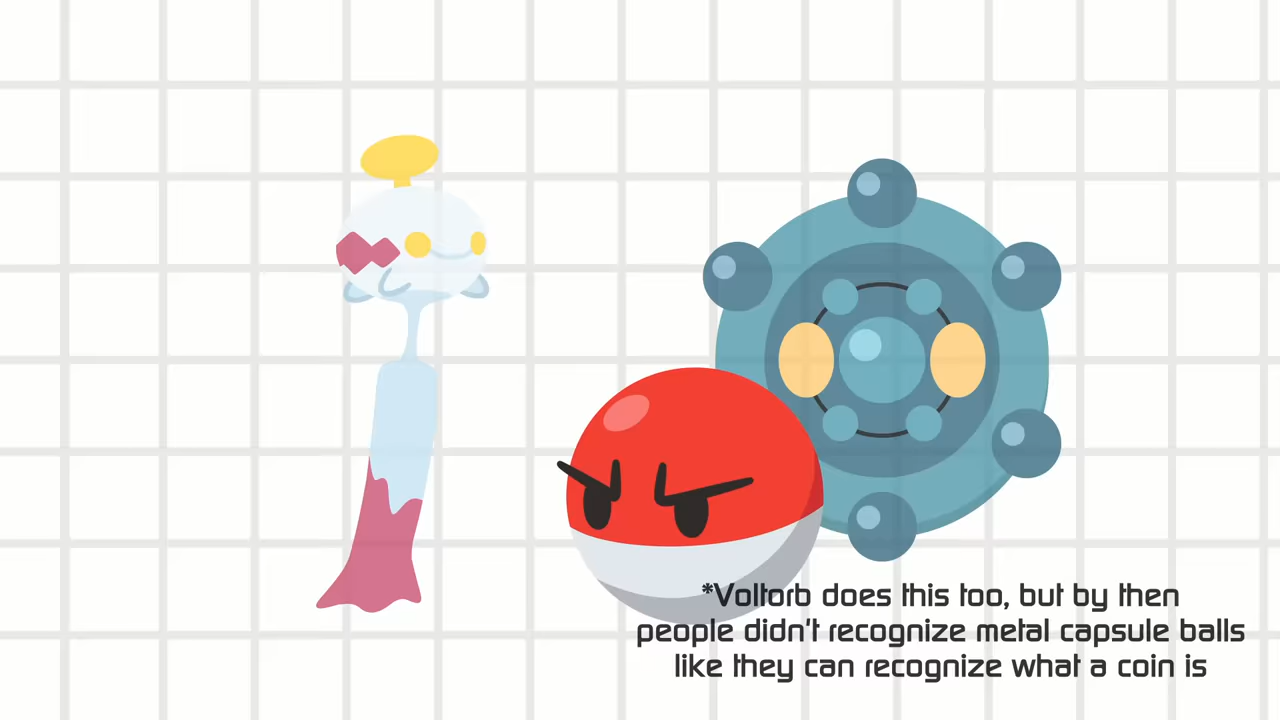 *Voltorb does this too, but by then
people didn't recognize metal capsule balls
like they can recognize what a coin is